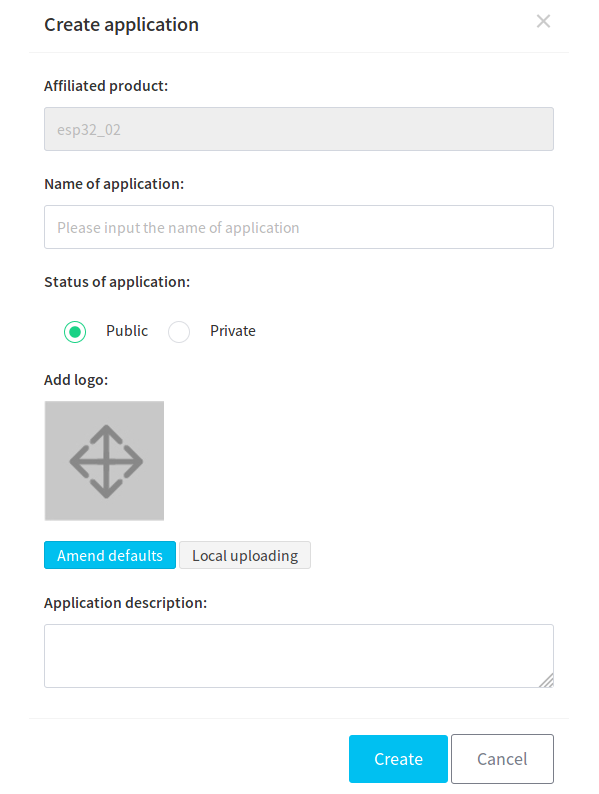 Create application
Affiliated product:
esp32_02
Name of application:
Please input the name of application
Status of application:
Public Private
Add logo:
Amend defaults Local uploading
Application description:
Create Cancel